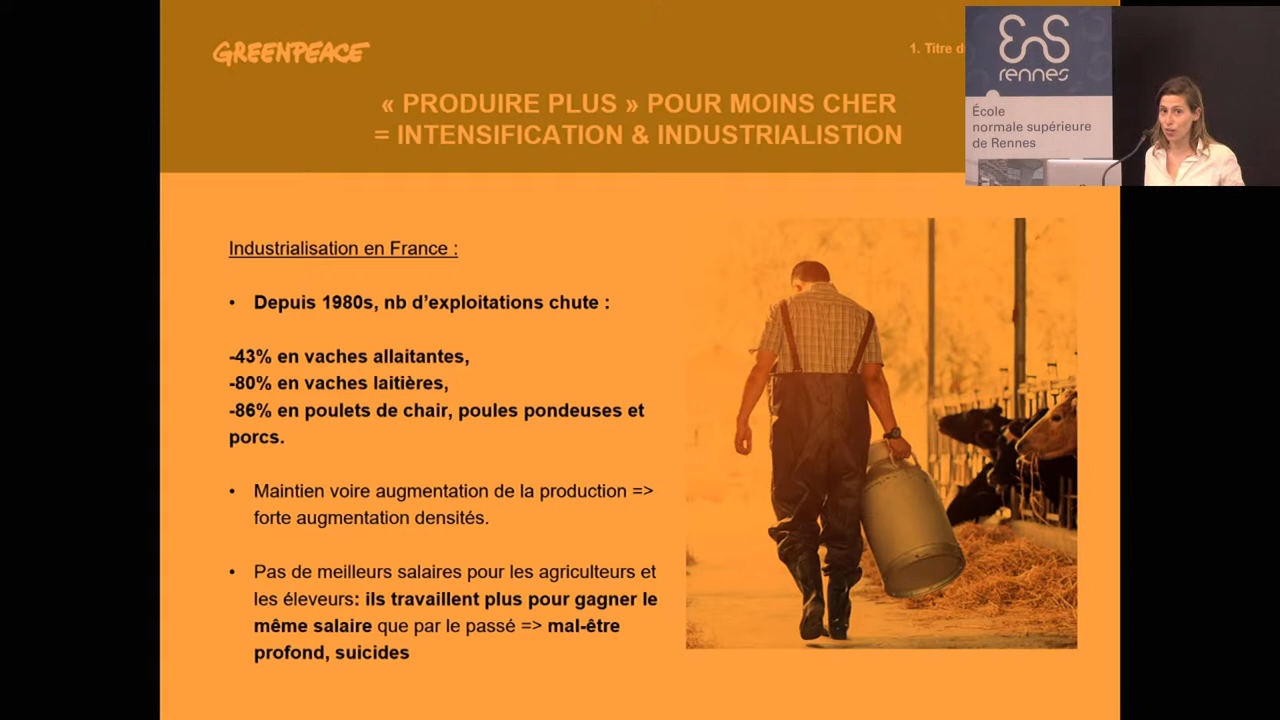 GREENPEACE
1. Titre d
« PRODUIRE PLUS » POUR MOINS CHER
= INTENSIFICATION & INDUSTRIALISTION
ENS
rennes
École
normale supérieure
de Rennes
Industrialisation en France :
• Depuis 1980s, nb d’exploitations chute :
-43% en vaches allaitantes,
-80% en vaches laitières,
-86% en poulets de chair, poules pondeuses et
porcs.
• Maintien voire augmentation de la production =>
forte augmentation densités.
• Pas de meilleurs salaires pour les agriculteurs et
les éleveurs: ils travaillent plus pour gagner le
même salaire que par le passé => mal-être
profond, suicides